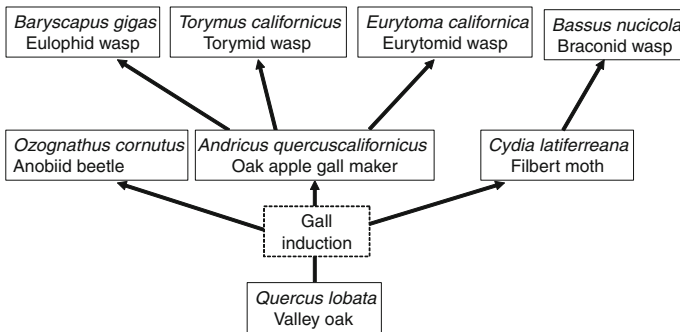 Baryscapus gigas
Eulophid wasp
Torymus californicus
Torymid wasp
Eurytoma californica
Eurytomid wasp
Bassus nucicola
Braconid wasp
Ozognathus cornutus
Anobiid beetle
Andricus quercuscalifornicus
Oak apple gall maker
Cydia latiferreana
Filbert moth
Gall
induction
Quercus lobata
Valley oak